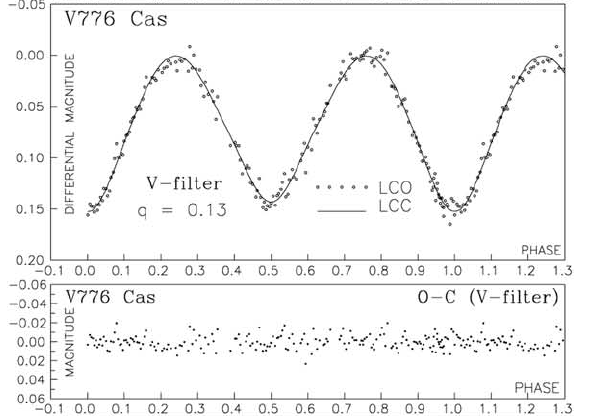 V776 Cas
−0.05
0.00
0.05
0.10
0.15
0.20
DIFFERENTIAL MAGNITUDE
V-filter
q = 0.13
LCO
LCC
PHASE
−0.1 0.0 0.1 0.2 0.3 0.4 0.5 0.6 0.7 0.8 0.9 1.0 1.1 1.2 1.3
V776 Cas
O-C (V-filter)
−0.06
−0.04
−0.02
0.00
0.02
0.04
0.06
MAGNITUDE
PHASE
−0.1 0.0 0.1 0.2 0.3 0.4 0.5 0.6 0.7 0.8 0.9 1.0 1.1 1.2 1.3